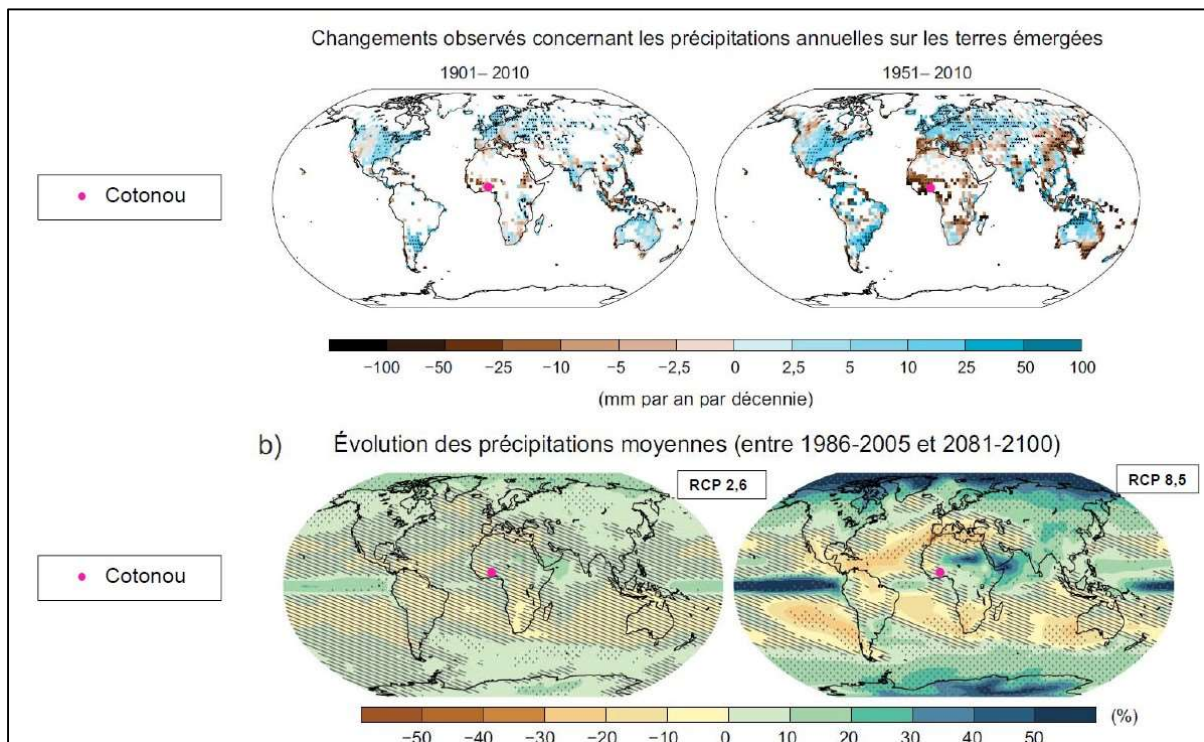 Changements observés concernant les précipitations annuelles sur les terres émergées
1901– 2010
1951– 2010
Cotonou
−100 −50 −25 −10 −5 −2,5 0 2,5 5 10 25 50 100
(mm par an par décennie)
b) Évolution des précipitations moyennes (entre 1986-2005 et 2081-2100)
RCP 2,6
RCP 8,5
Cotonou
−50 −40 −30 −20 −10 0 10 20 30 40 50 (%)